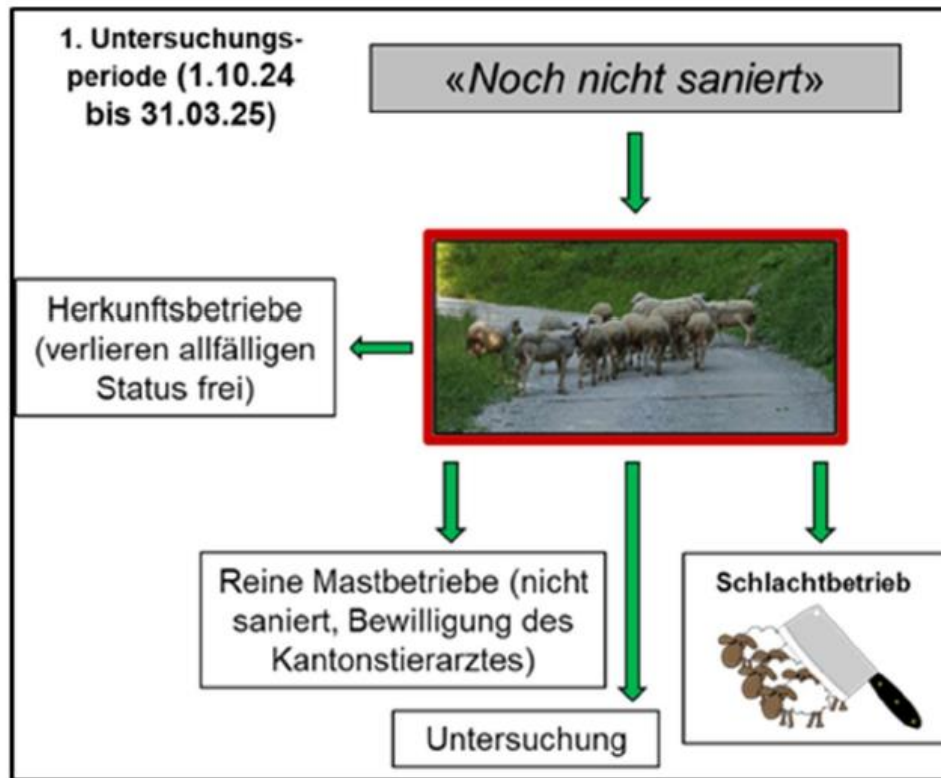 1. Untersuchungs-
periode (1.10.24
bis 31.03.25)
«Noch nicht saniert»
Herkunftsbetriebe
(verlieren allfälligen
Status frei)
Reine Mastbetriebe (nicht
saniert, Bewilligung des
Kantonstierarztes)
Schlachtbetrieb
Untersuchung